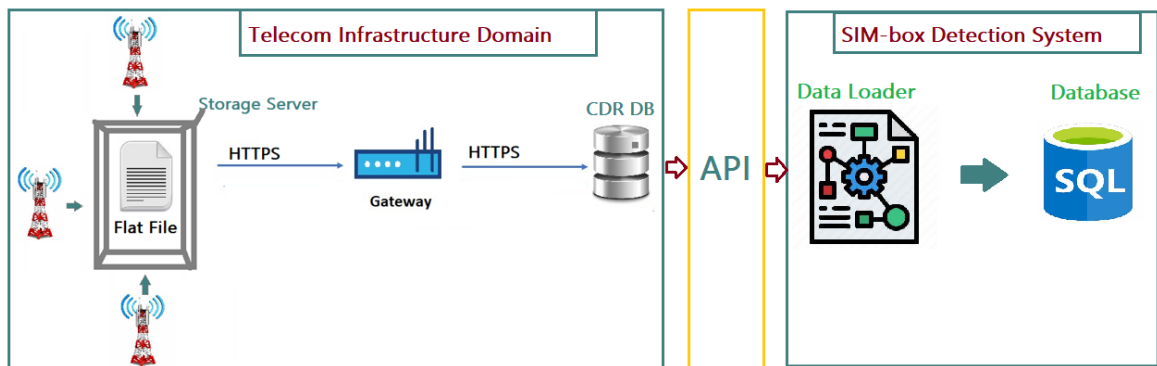 Telecom Infrastructure Domain
SIM-box Detection System
Storage Server
HTTPS
HTTPS
CDR DB
Flat File
Gateway
API
Data Loader
Database
SQL